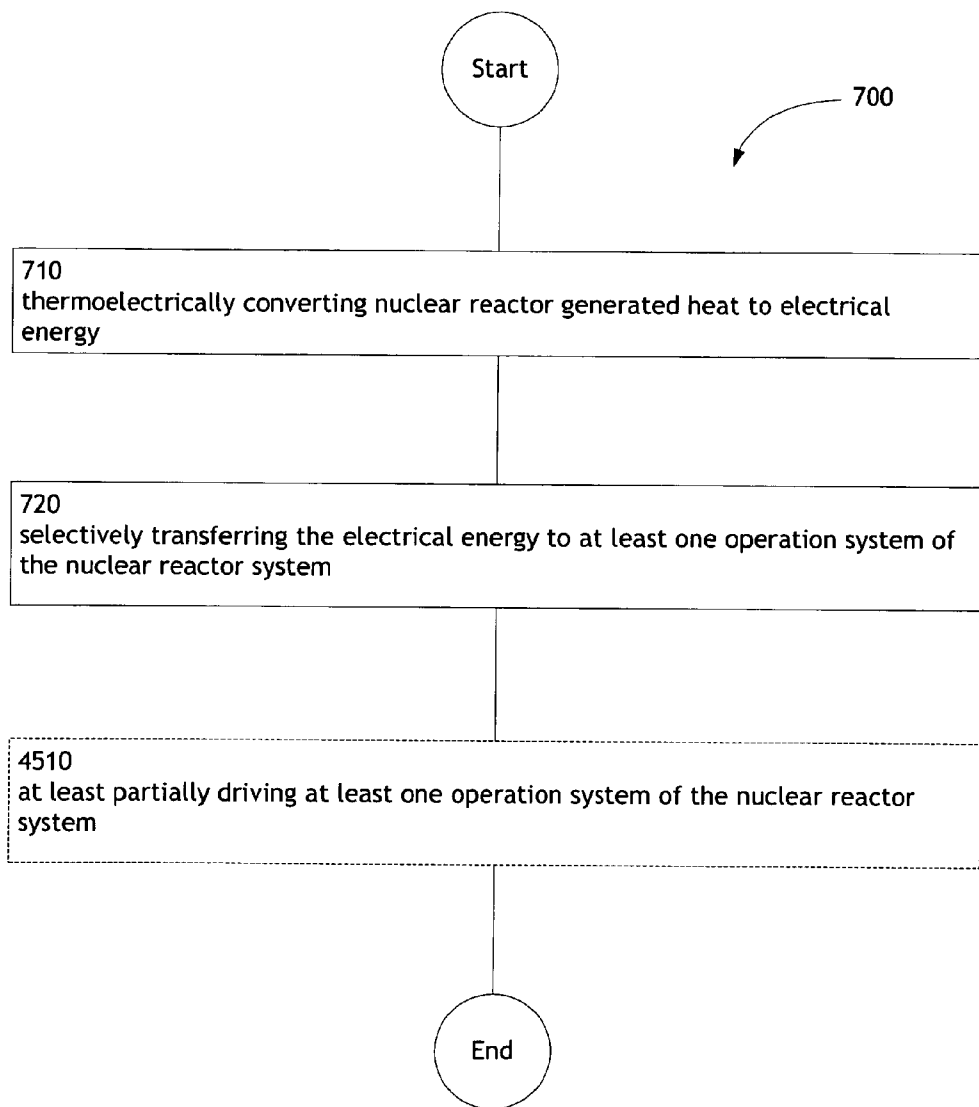 Start
700
710
thermoelectrically converting nuclear reactor generated heat to electrical
energy
720
selectively transferring the electrical energy to at least one operation system of
the nuclear reactor system
4510
at least partially driving at least one operation system of the nuclear reactor
system
End